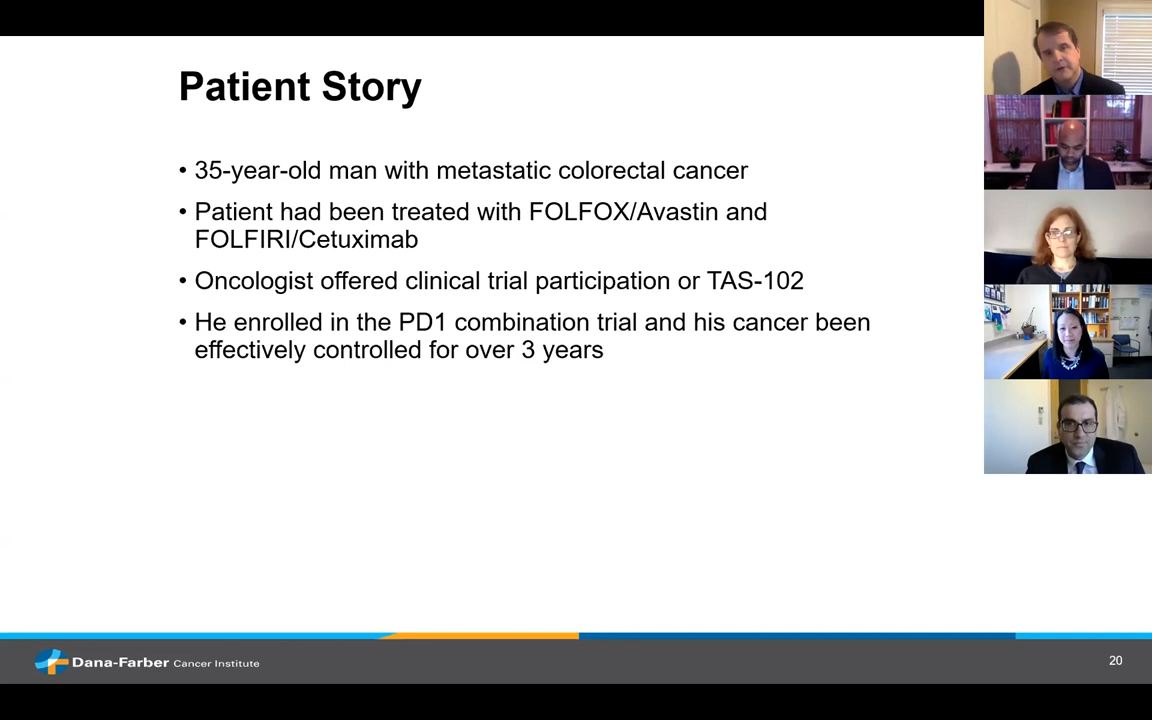 Patient Story
• 35-year-old man with metastatic colorectal cancer
• Patient had been treated with FOLFOX/Avastin and
FOLFIRI/Cetuximab
• Oncologist offered clinical trial participation or TAS-102
• He enrolled in the PD1 combination trial and his cancer been
effectively controlled for over 3 years
Dana-Farber Cancer Institute
20